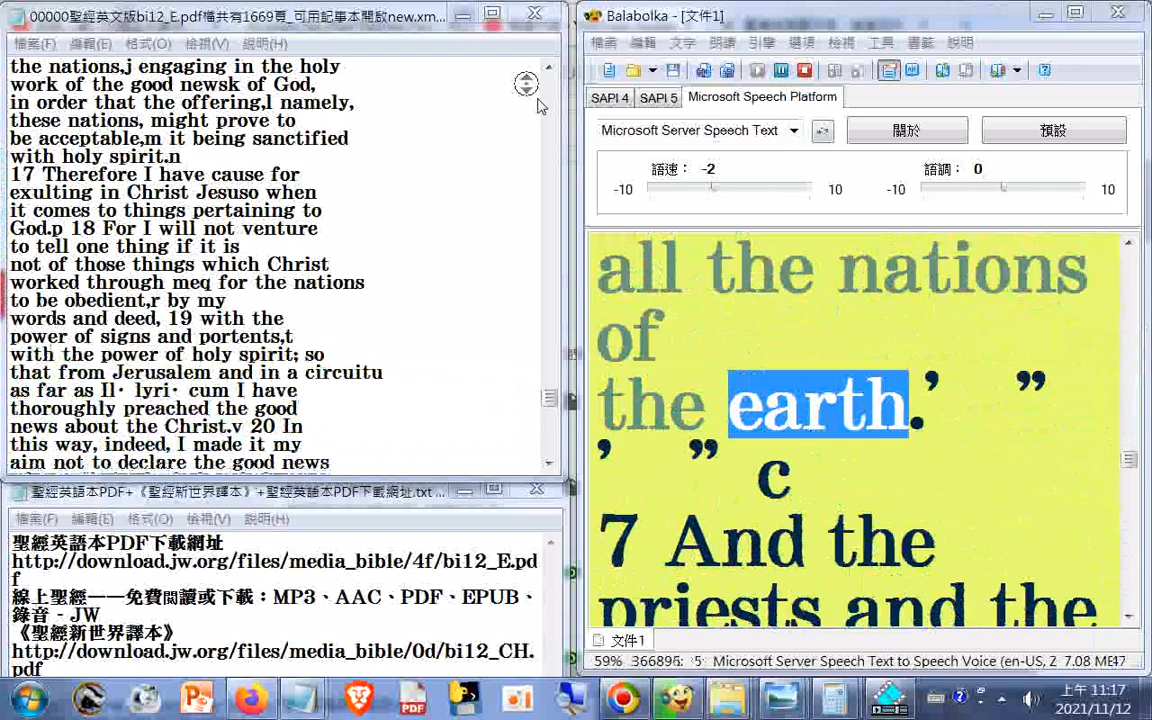 00000聖經英文版bi12_E.pdf檔共有1669頁_可用記事本開啟new.xm...
檔案(F) 編輯(E) 格式(O) 檢視(V) 說明(H)
the nations,j engaging in the holy
work of the good newsk of God,
in order that the offering,l namely,
these nations, might prove to
be acceptable,m it being sanctified
with holy spirit.n
17 Therefore I have cause for
exulting in Christ Jesuso when
it comes to things pertaining to
God.p 18 For I will not venture
to tell one thing if it is
not of those things which Christ
worked through meq for the nations
to be obedient,r by my
words and deed, 19 with the
power of signs and portents,t
with the power of holy spirit; so
that from Jerusalem and in a circuitu
as far as Il· lyri· cum I have
thoroughly preached the good
news about the Christ.v 20 In
this way, indeed, I made it my
aim not to declare the good news
聖經英語本PDF+《聖經新世界譯本》+聖經英語本PDF下載網址.txt ...
檔案(F) 編輯(E) 格式(O) 檢視(V) 說明(H)
聖經英語本PDF下載網址
http://download.jw.org/files/media_bible/4f/bi12_E.pd
f
線上聖經——免費閱讀或下載：MP3、AAC、PDF、EPUB、
錄音 - JW
《聖經新世界譯本》
http://download.jw.org/files/media_bible/0d/bi12_CH.
pdf
Balabolka - [文件1]
檔案 編輯 文字 朗讀 引擎 選項 檢視 工具 書籤 說明
SAPI 4 SAPI 5 Microsoft Speech Platform
Microsoft Server Speech Text 關於 預設
語速： -2 語調： 0
-10 10 -10 10
all the nations
of
the earth.’ ”
’ ”
c
7 And the
priests and the
文件1
59% 366896: 5 Microsoft Server Speech Text to Speech Voice (en-US, 2 7.08 MB
上午 11:17
2021/11/12